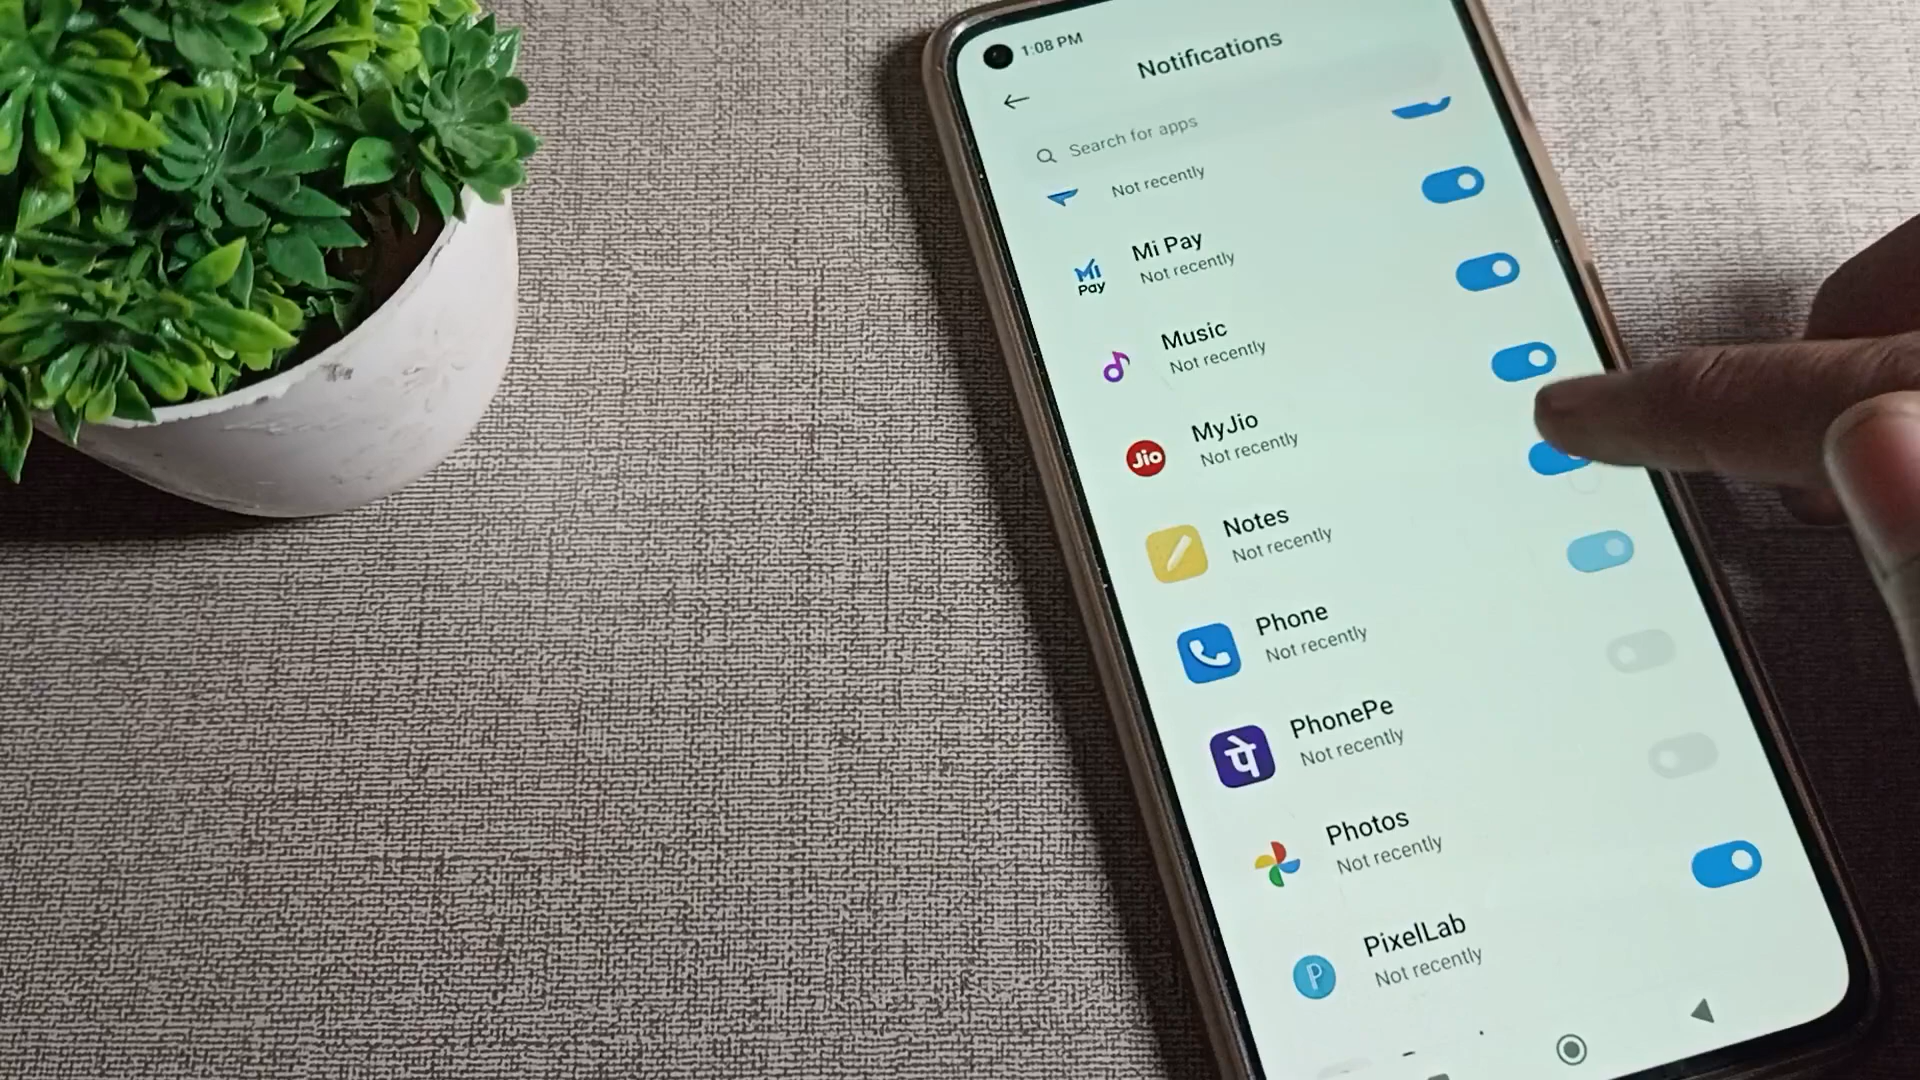 1:08 PM
Notifications
Search for apps
Not recently
Mi Pay
Not recently
Mi
Pay
Music
Not recently
MyJio
Not recently
Jio
Notes
Not recently
Phone
Not recently
PhonePe
Not recently
पे
Photos
Not recently
PixelLab
Not recently
P